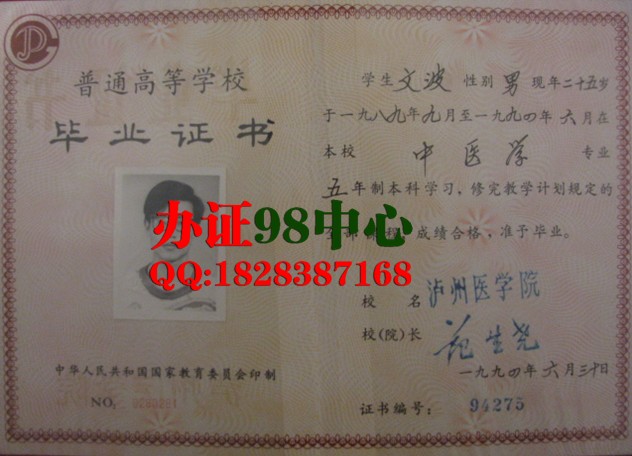 普通高等学校
毕业证书
中华人民共和国国家教育委员会印制
NO.
学生 文波 性别 男 现年二十五岁
于一九八九年九月至一九九四年六月在
本校 中医学 专业
五年制本科学习，修完教学计划规定的
全部课程，成绩合格，准予毕业。
校 名 泸州医学院
校(院)长
一九九四年六月三十日
证书编号： 94275
办证98中心
QQ:1828387168